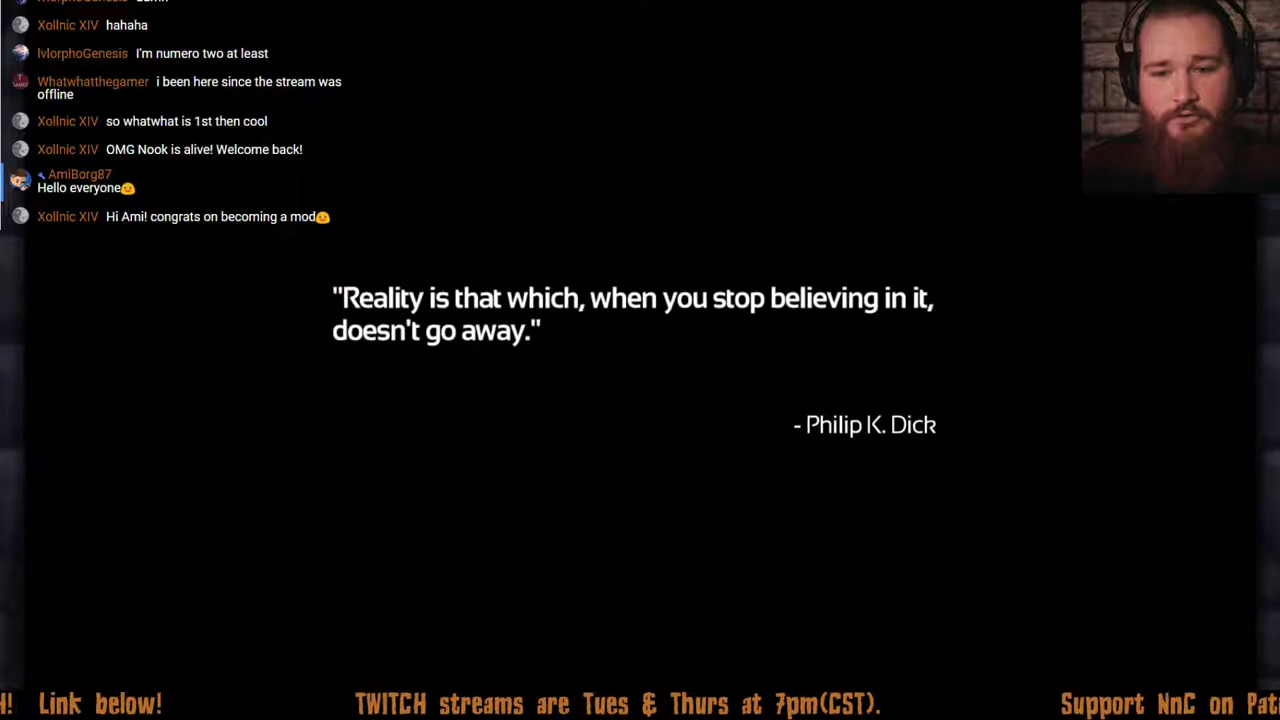 Xollnic XIV hahaha
lvlorphoGenesis I'm numero two at least
Whatwhatthegamer i been here since the stream was
offline
Xollnic XIV so whatwhat is 1st then cool
Xollnic XIV OMG Nook is alive! Welcome back!
AmiBorg87
Hello everyone
Xollnic XIV Hi Ami! congrats on becoming a mod
"Reality is that which, when you stop believing in it,
doesn't go away."
- Philip K. Dick
H! Link below! TWITCH streams are Tues & Thurs at 7pm(CST). Support NnC on Pat